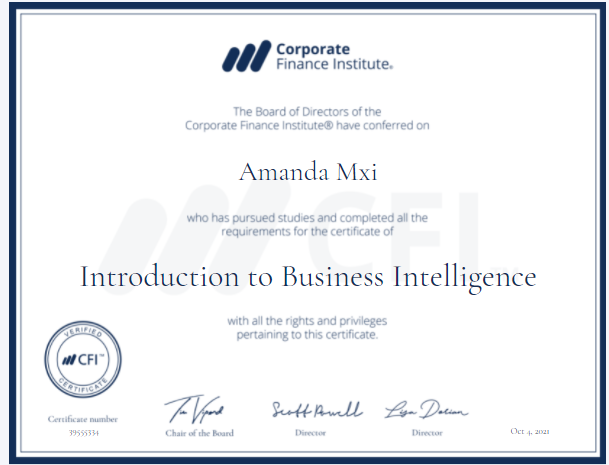 Corporate
Finance Institute®
The Board of Directors of the
Corporate Finance Institute® have conferred on
Amanda Mxi
CFI
who has pursued studies and completed all the
requirements for the certificate of
Introduction to Business Intelligence
with all the rights and privileges
pertaining to this certificate.
VERIFIED
CFI™
CERTIFICATE
Scott Powell
Certificate number
39555334
Chair of the Board
Director
Director
Oct 4, 2021